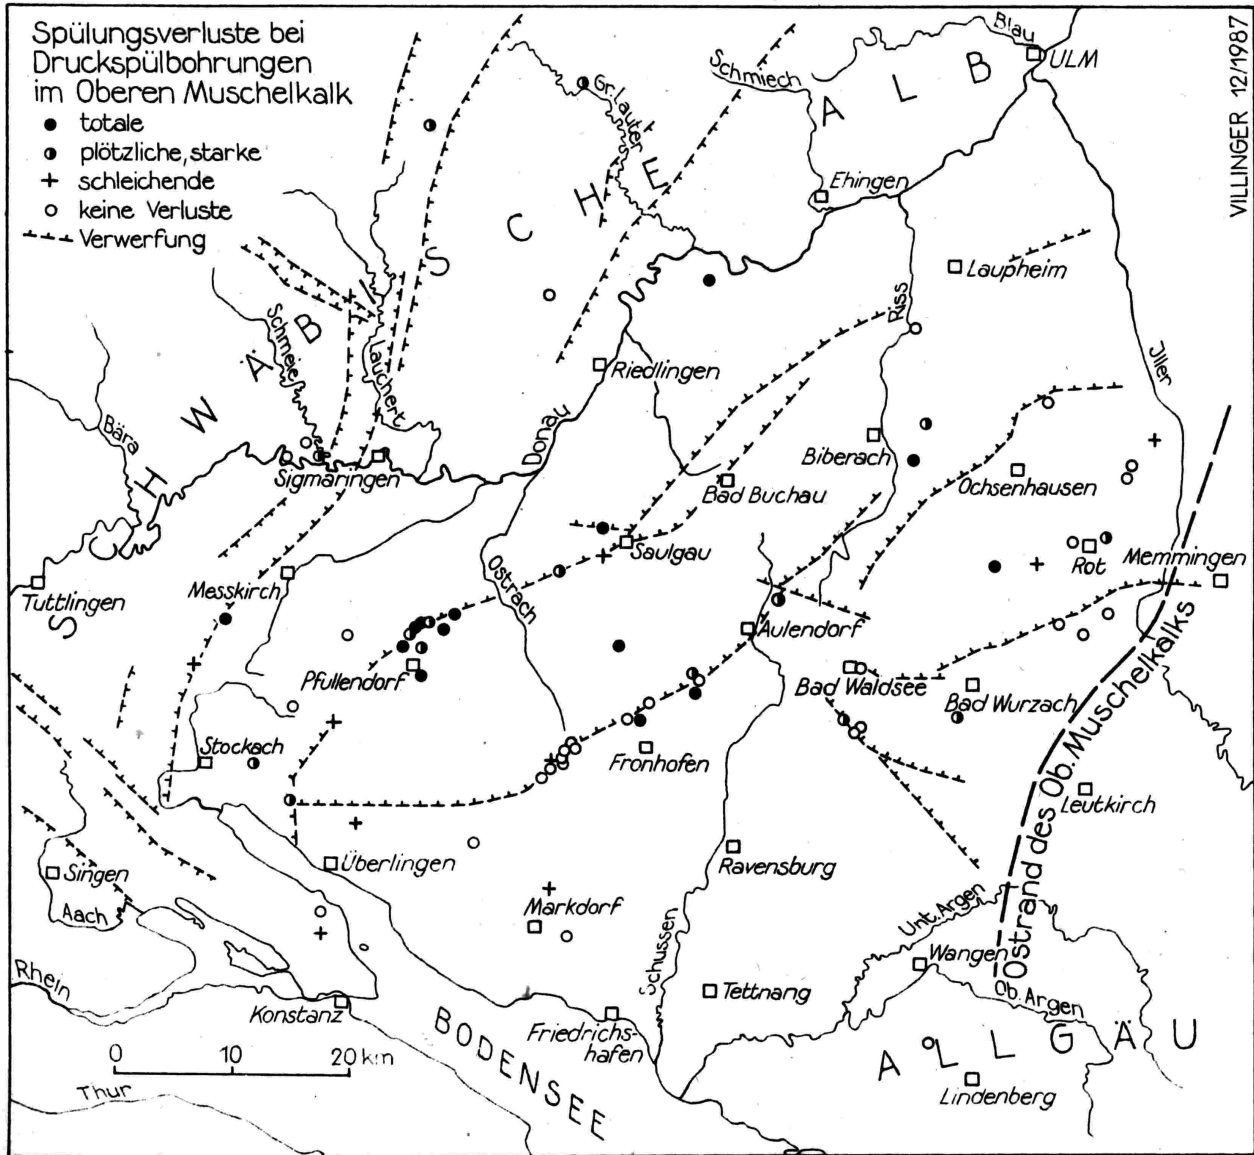 Spülungsverluste bei
Druckspülbohrungen
im Oberen Muschelkalk
totale
plötzliche, starke
schleichende
keine Verluste
Verwerfung
VILLINGER 12/1987
SCHWÄBISCHE ALB
Blau
ULM
Schmiech
Gr. Lauter
Ehingen
Laupheim
Riss
Iller
Schmeie
Lauchert
Riedlingen
Bära
Donau
Sigmaringen
Biberach
Bad Buchau
Ochsenhausen
Saulgau
Ostrach
Rot
Memmingen
Tuttlingen
Messkirch
Aulendorf
Pfullendorf
Bad Waldsee
Bad Wurzach
Stockach
Fronhofen
Leutkirch
Ostrand des Ob. Muschelkalks
Überlingen
Ravensburg
Singen
Aach
Markdorf
Unt. Argen
Schussen
Wangen
Rhein
Ob. Argen
Konstanz
Tettnang
Friedrichs-
hafen
BODENSEE
ALLGÄU
0 10 20 km
Thur
Lindenberg